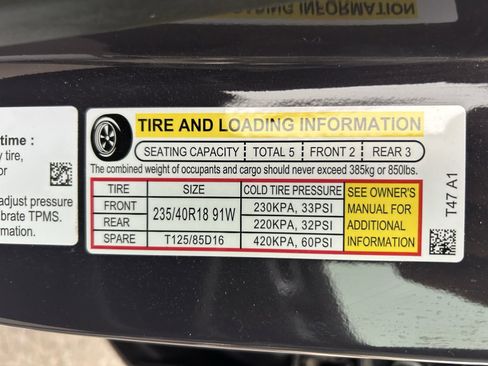 TIRE AND LOADING INFORMATION
SEATING CAPACITY TOTAL 5 FRONT 2 REAR 3
The combined weight of occupants and cargo should never exceed 385kg or 850lbs.
TIRE SIZE COLD TIRE PRESSURE
FRONT 235/40R18 91W 230KPA, 33PSI
REAR 220KPA, 32PSI
SPARE T125/85D16 420KPA, 60PSI
SEE OWNER'S
MANUAL FOR
ADDITIONAL
INFORMATION
T47 A1
time :
y tire,
re in
adjust pressure
brate TPMS.